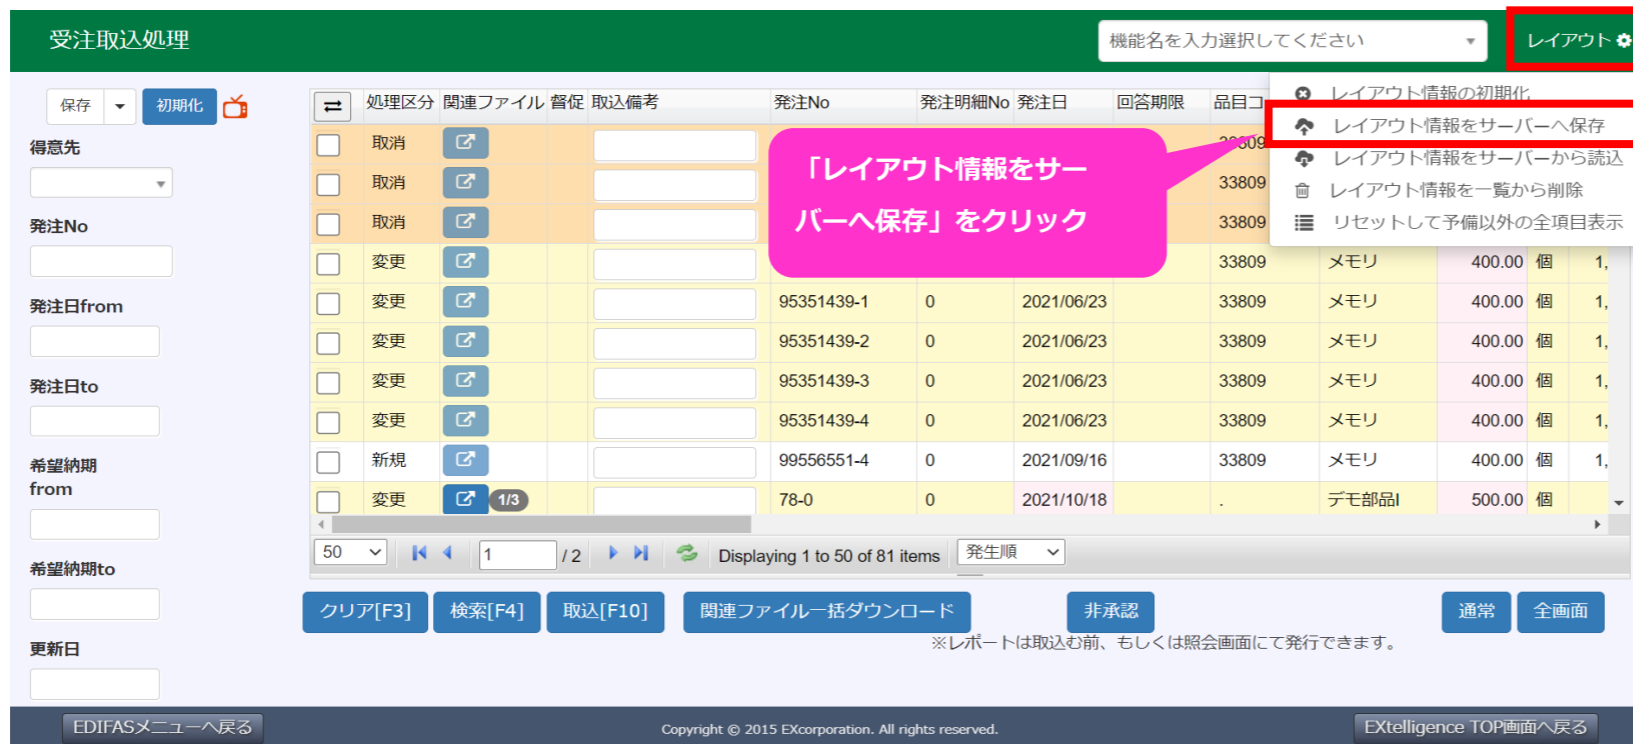 受注取込処理
機能名を入力選択してください
レイアウト
保存
初期化
処理区分 関連ファイル 督促 取込備考 発注No 発注明細No 発注日 回答期限 品目コ
レイアウト情報の初期化
レイアウト情報をサーバーへ保存
レイアウト情報をサーバーから読込
レイアウト情報を一覧から削除
リセットして予備以外の全項目表示
「レイアウト情報をサー
バーへ保存」をクリック
得意先
発注No
発注日from
発注日to
希望納期
from
希望納期to
更新日
取消 33809
取消 33809
取消 33809
変更 33809 メモリ 400.00 個 1,
変更 95351439-1 0 2021/06/23 33809 メモリ 400.00 個 1,
変更 95351439-2 0 2021/06/23 33809 メモリ 400.00 個 1,
変更 95351439-3 0 2021/06/23 33809 メモリ 400.00 個 1,
変更 95351439-4 0 2021/06/23 33809 メモリ 400.00 個 1,
新規 99556551-4 0 2021/09/16 33809 メモリ 400.00 個 1,
変更 1/3 78-0 0 2021/10/18 . デモ部品I 500.00 個
50 1 / 2 Displaying 1 to 50 of 81 items 発生順
クリア[F3] 検索[F4] 取込[F10] 関連ファイル一括ダウンロード 非承認 通常 全画面
※レポートは取込む前、もしくは照会画面にて発行できます。
EDIFASメニューへ戻る
Copyright © 2015 EXcorporation. All rights reserved.
EXtelligence TOP画面へ戻る